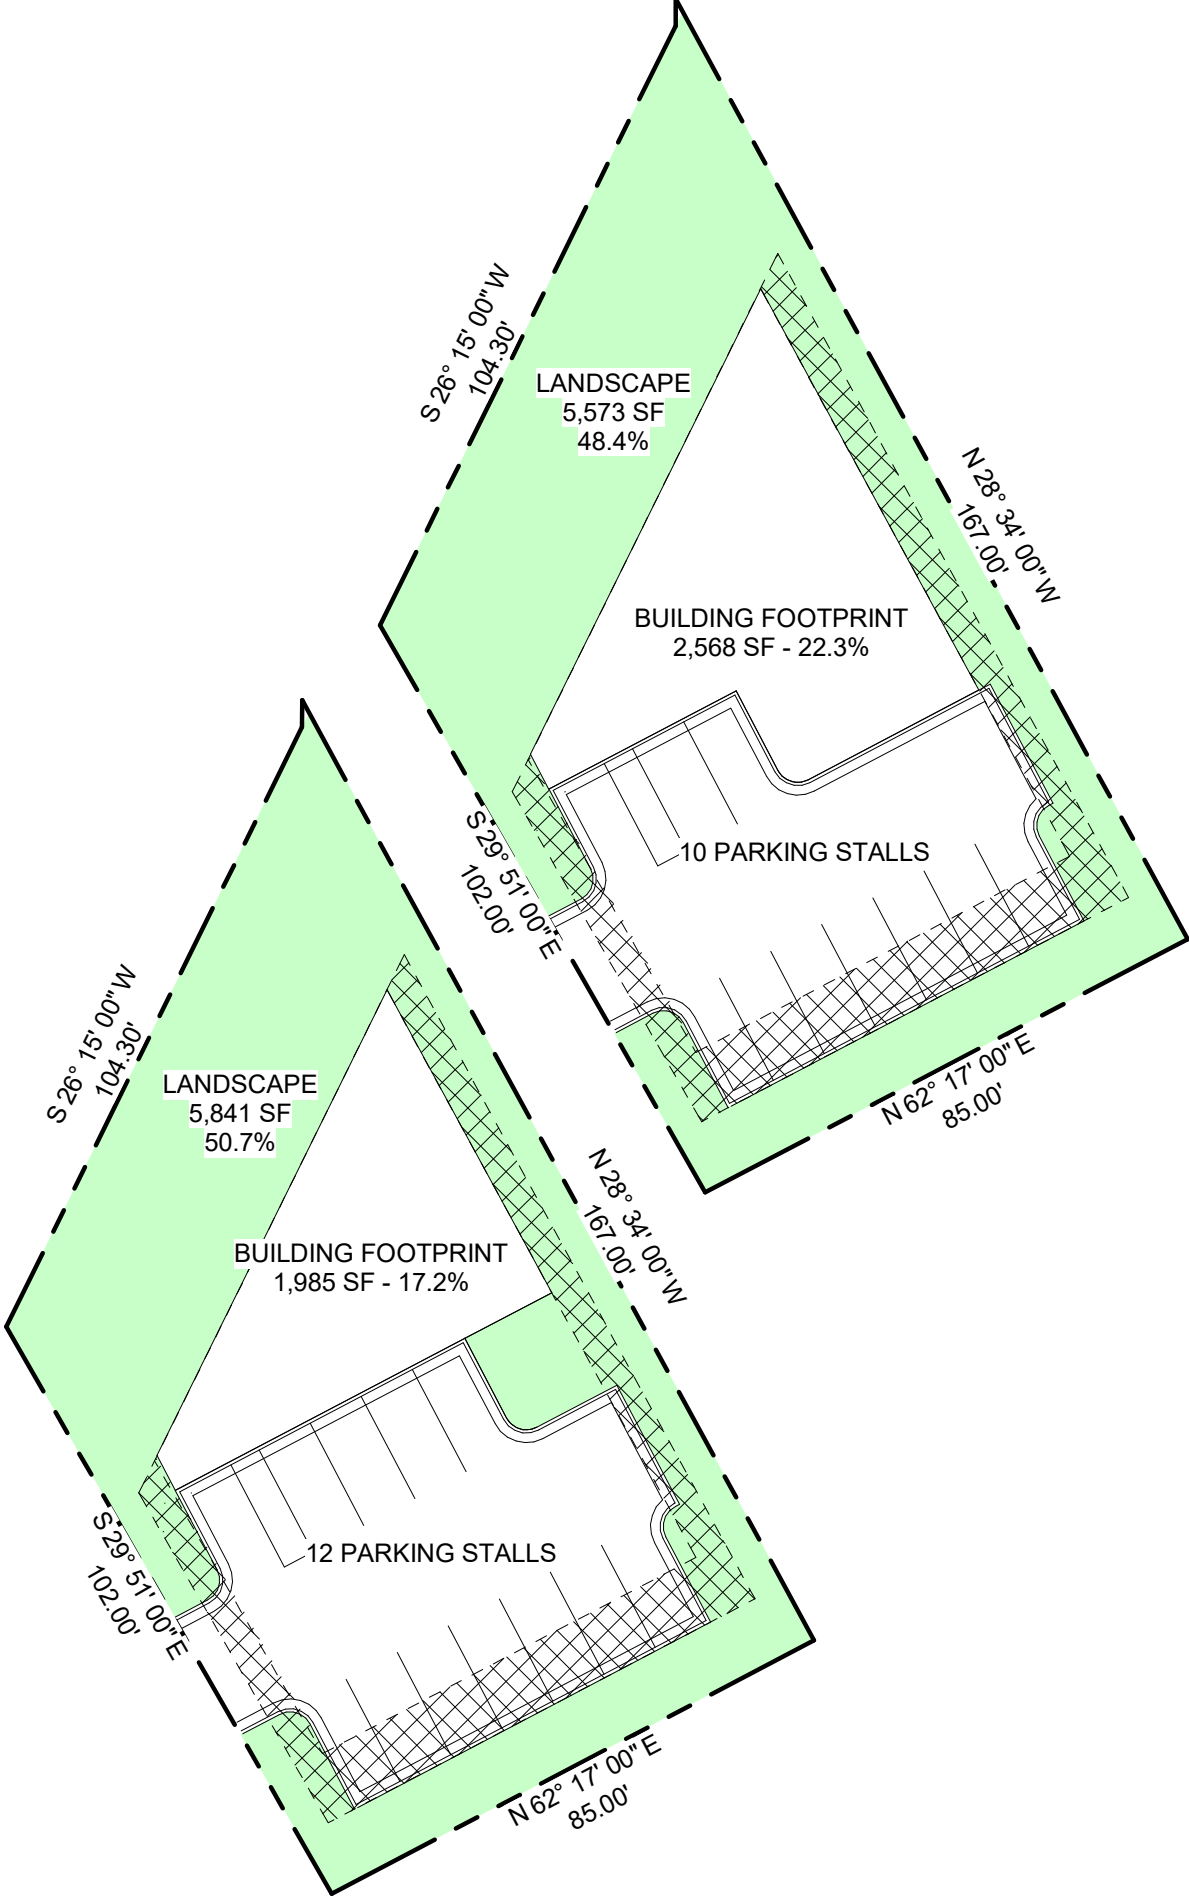 S 26° 15' 00" W
104.30'
LANDSCAPE
5,573 SF
48.4%
N 28° 34' 00" W
167.00'
BUILDING FOOTPRINT
2,568 SF - 22.3%
S 29° 51' 00" E
102.00'
10 PARKING STALLS
N 62° 17' 00" E
85.00'
S 26° 15' 00" W
104.30'
LANDSCAPE
5,841 SF
50.7%
N 28° 34' 00" W
167.00'
BUILDING FOOTPRINT
1,985 SF - 17.2%
S 29° 51' 00" E
102.00'
12 PARKING STALLS
N 62° 17' 00" E
85.00'